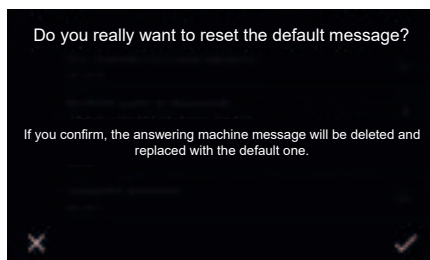 Do you really want to reset the default message?
If you confirm, the answering machine message will be deleted and
replaced with the default one.